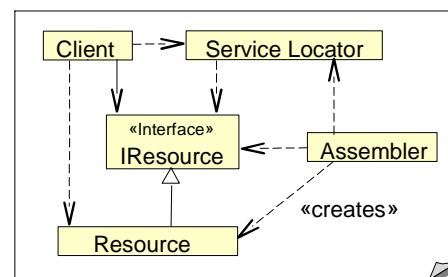 Client
Service Locator
«Interface»
IResource
Assembler
«creates»
Resource